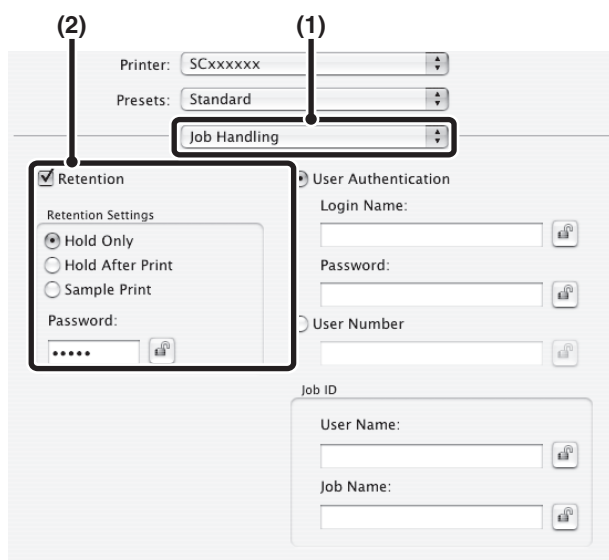 (2) (1)
Printer: SCxxxxxx
Presets: Standard
Job Handling
Retention
Retention Settings
Hold Only
Hold After Print
Sample Print
Password:
•••••
User Authentication
Login Name:
Password:
User Number
Job ID
User Name:
Job Name: